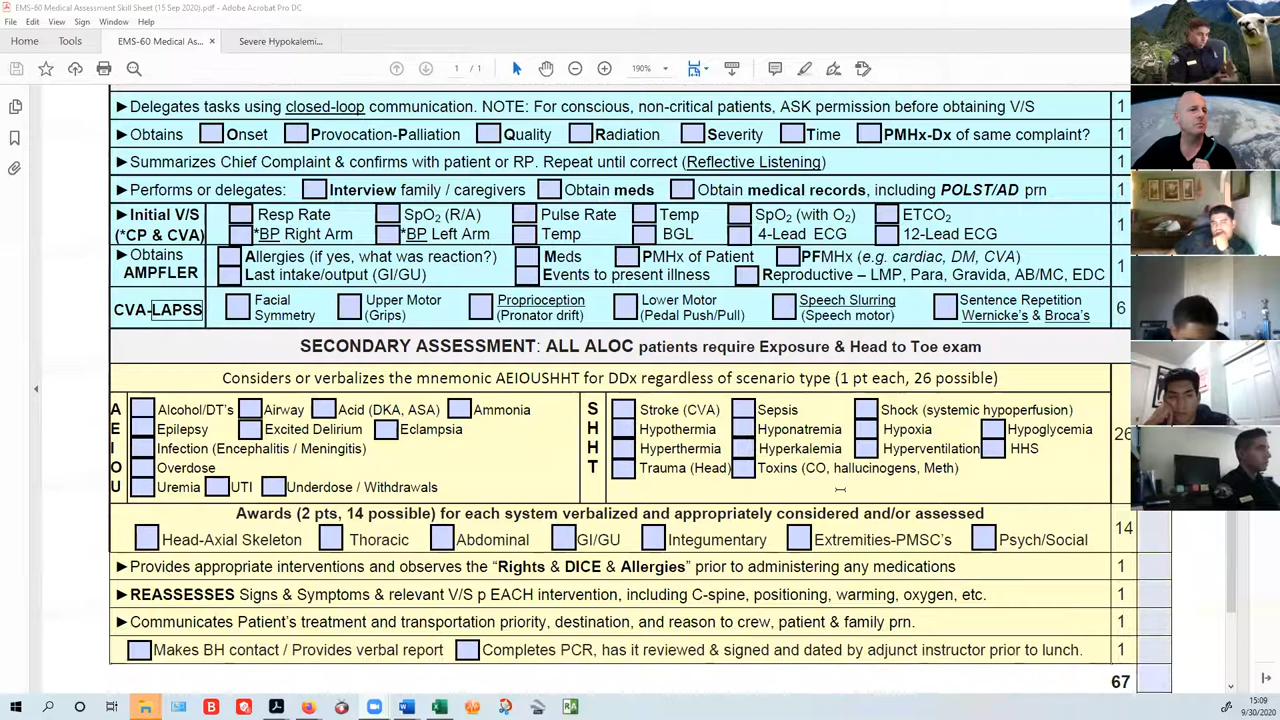 EMS-60 Medical Assessment Skill Sheet (15 Sep 2020).pdf - Adobe Acrobat Pro DC
File Edit View Sign Window Help
Home Tools EMS-60 Medical As... × Severe Hypokalemi...
1 / 1 190%
►Delegates tasks using closed-loop communication. NOTE: For conscious, non-critical patients, ASK permission before obtaining V/S 1
►Obtains Onset Provocation-Palliation Quality Radiation Severity Time PMHx-Dx of same complaint? 1
►Summarizes Chief Complaint & confirms with patient or RP. Repeat until correct (Reflective Listening) 1
►Performs or delegates: Interview family / caregivers Obtain meds Obtain medical records, including POLST/AD prn 1
►Initial V/S Resp Rate SpO₂ (R/A) Pulse Rate Temp SpO₂ (with O₂) ETCO₂ 1
(*CP & CVA) *BP Right Arm *BP Left Arm Temp BGL 4-Lead ECG 12-Lead ECG
►Obtains Allergies (if yes, what was reaction?) Meds PMHx of Patient PFMHx (e.g. cardiac, DM, CVA) 1
AMPFLER Last intake/output (GI/GU) Events to present illness Reproductive – LMP, Para, Gravida, AB/MC, EDC
CVA-LAPSS Facial Symmetry Upper Motor (Grips) Proprioception (Pronator drift) Lower Motor (Pedal Push/Pull) Speech Slurring (Speech motor) Sentence Repetition Wernicke's & Broca's 6
SECONDARY ASSESSMENT: ALL ALOC patients require Exposure & Head to Toe exam
Considers or verbalizes the mnemonic AEIOUSHHT for DDx regardless of scenario type (1 pt each, 26 possible)
A Alcohol/DT's Airway Acid (DKA, ASA) Ammonia S Stroke (CVA) Sepsis Shock (systemic hypoperfusion)
E Epilepsy Excited Delirium Eclampsia H Hypothermia Hyponatremia Hypoxia Hypoglycemia 26
I Infection (Encephalitis / Meningitis) H Hyperthermia Hyperkalemia Hyperventilation HHS
O Overdose T Trauma (Head) Toxins (CO, hallucinogens, Meth)
U Uremia UTI Underdose / Withdrawals
Awards (2 pts, 14 possible) for each system verbalized and appropriately considered and/or assessed
Head-Axial Skeleton Thoracic Abdominal GI/GU Integumentary Extremities-PMSC's Psych/Social 14
►Provides appropriate interventions and observes the “Rights & DICE & Allergies” prior to administering any medications 1
►REASSESSES Signs & Symptoms & relevant V/S p EACH intervention, including C-spine, positioning, warming, oxygen, etc. 1
►Communicates Patient's treatment and transportation priority, destination, and reason to crew, patient & family prn. 1
Makes BH contact / Provides verbal report Completes PCR, has it reviewed & signed and dated by adjunct instructor prior to lunch. 1
67
15:09
9/30/2020